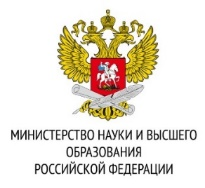 МИНИСТЕРСТВО НАУКИ И ВЫСШЕГО
ОБРАЗОВАНИЯ
РОССИЙСКОЙ ФЕДЕРАЦИИ